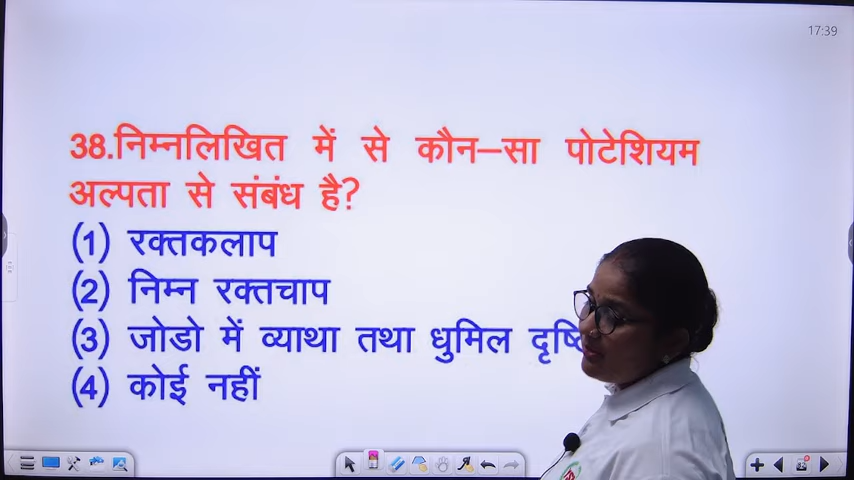 17:39
38.निम्नलिखित में से कौन–सा पोटेशियम
अल्पता से संबंध है?
(1) रक्तकलाप
(2) निम्न रक्तचाप
(3) जोडो में व्याथा तथा धुमिल
(4) कोई नहीं